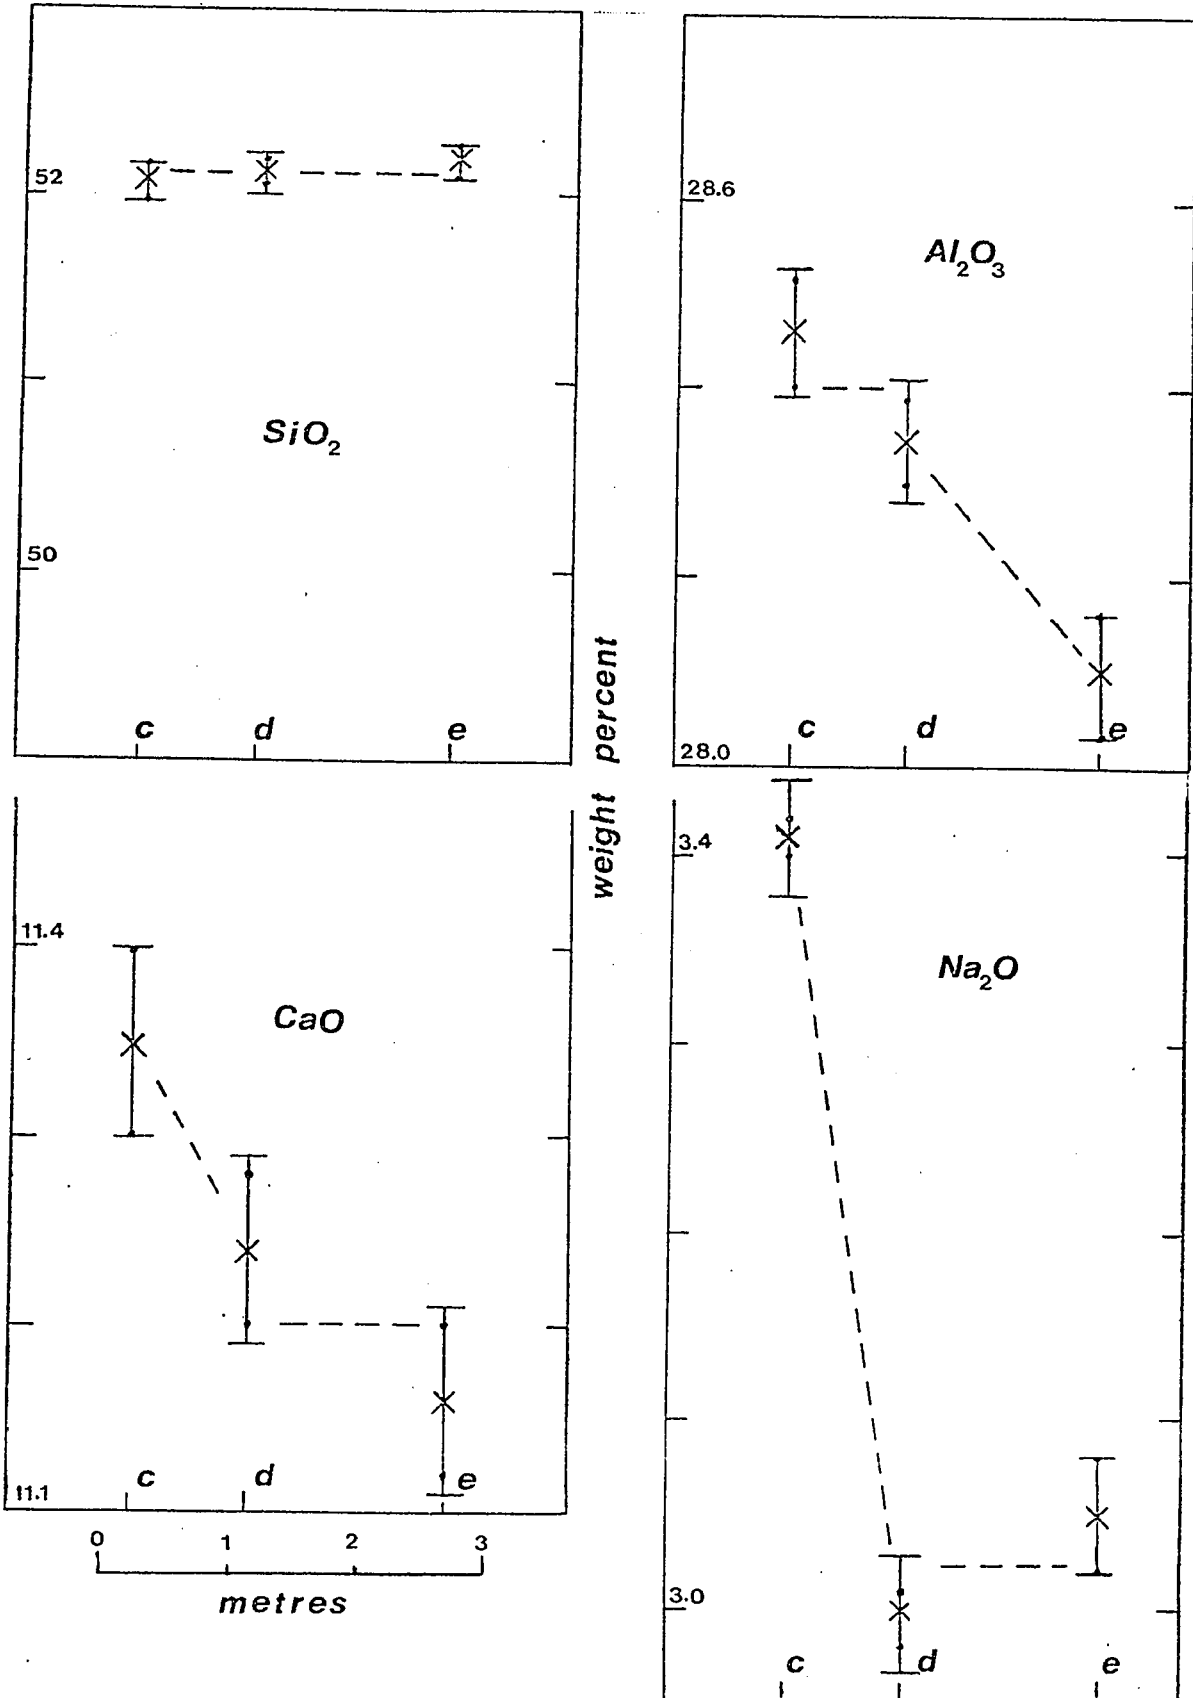 52
SiO₂
50
c d e
28.6
Al₂O₃
28.0
c d e
weight percent
11.4
CaO
11.1
c d e
0 1 2 3
metres
3.4
Na₂O
3.0
c d e